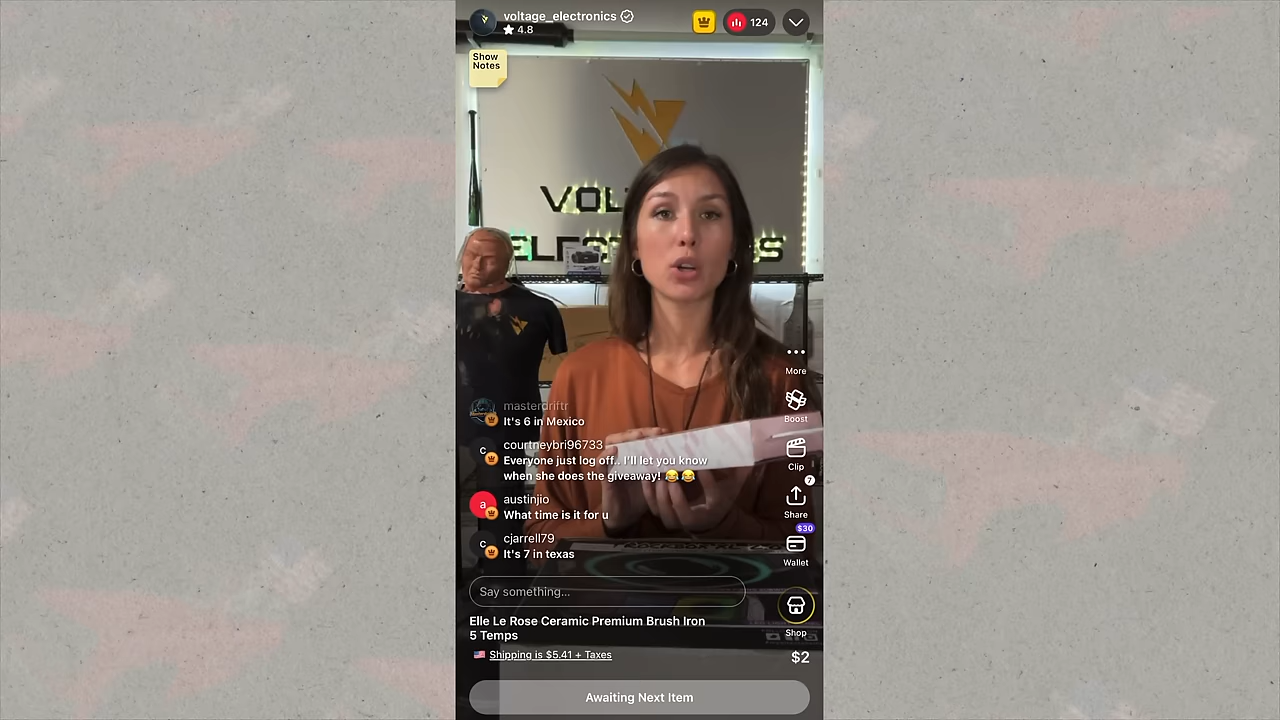 voltage_electronics
4.8
124
Show
Notes
More
Boost
masterdriftr
It's 6 in Mexico
courtneybri96733
Everyone just log off.. I'll let you know
when she does the giveaway! 😂😂
Clip
7
a
austinjio
What time is it for u
Share
$30
C
cjarrell79
It's 7 in texas
Wallet
Say something...
Elle Le Rose Ceramic Premium Brush Iron
5 Temps
Shop
Shipping is $5.41 + Taxes
$2
Awaiting Next Item